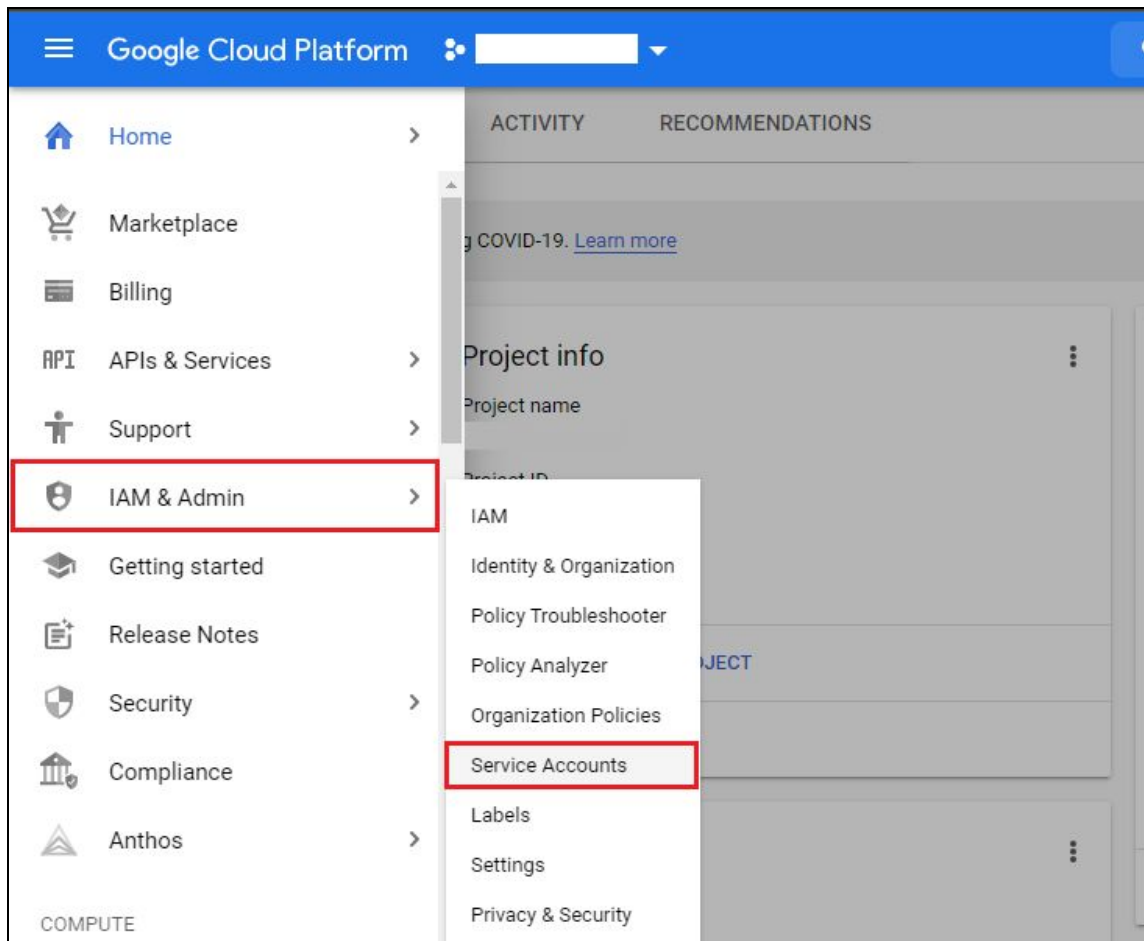 Google Cloud Platform
Home
Marketplace
Billing
API APIs & Services
Support
IAM & Admin
Getting started
Release Notes
Security
Compliance
Anthos
COMPUTE
IAM
Identity & Organization
Policy Troubleshooter
Policy Analyzer
Organization Policies
Service Accounts
Labels
Settings
Privacy & Security
ACTIVITY RECOMMENDATIONS
COVID-19. Learn more
Project info
Project name
Project ID